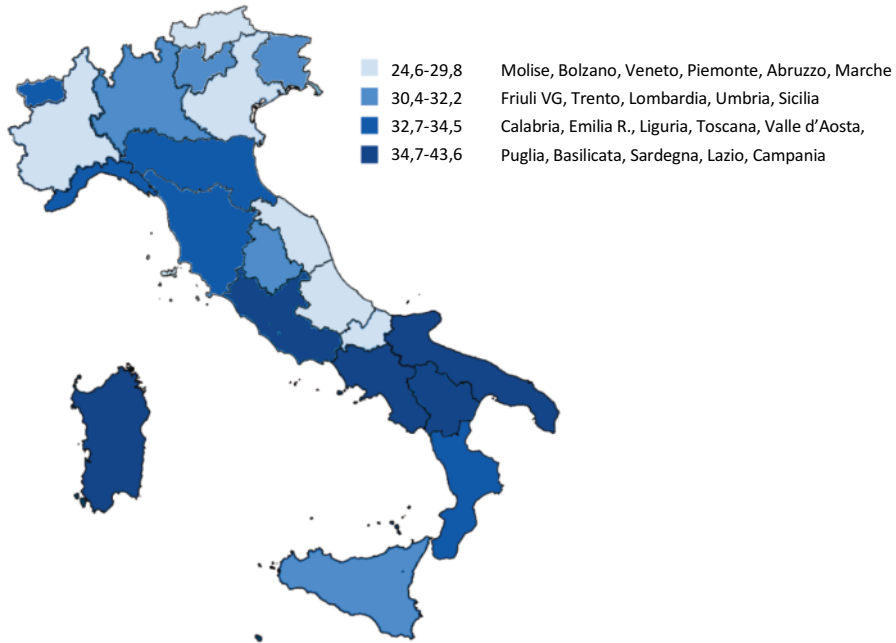 24,6-29,8 Molise, Bolzano, Veneto, Piemonte, Abruzzo, Marche
30,4-32,2 Friuli VG, Trento, Lombardia, Umbria, Sicilia
32,7-34,5 Calabria, Emilia R., Liguria, Toscana, Valle d’Aosta,
34,7-43,6 Puglia, Basilicata, Sardegna, Lazio, Campania